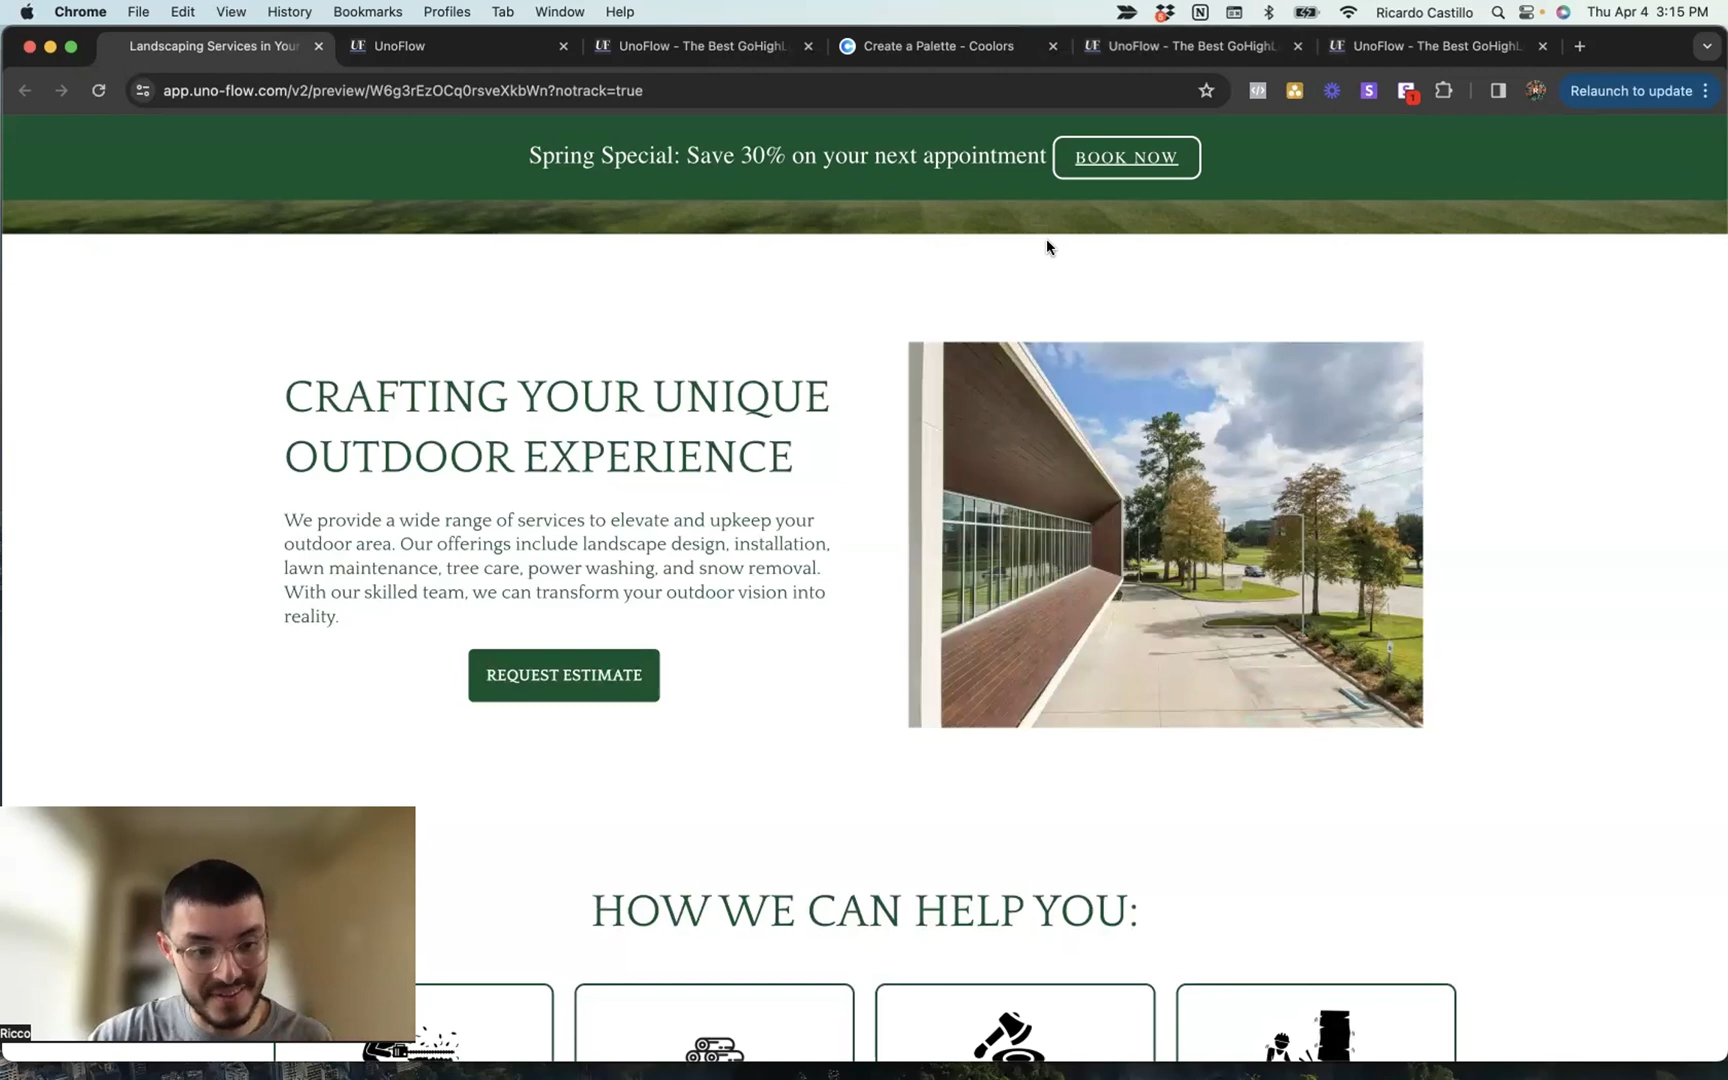 Chrome File Edit View History Bookmarks Profiles Tab Window Help Ricardo Castillo Thu Apr 4 3:15 PM
Landscaping Services in Your UnoFlow UnoFlow - The Best GoHighL Create a Palette - Coolors UnoFlow - The Best GoHighL UnoFlow - The Best GoHighL
app.uno-flow.com/v2/preview/W6g3rEzOCq0rsveXkbWn?notrack=true Relaunch to update
Spring Special: Save 30% on your next appointment BOOK NOW
CRAFTING YOUR UNIQUE
OUTDOOR EXPERIENCE
We provide a wide range of services to elevate and upkeep your
outdoor area. Our offerings include landscape design, installation,
lawn maintenance, tree care, power washing, and snow removal.
With our skilled team, we can transform your outdoor vision into
reality.
REQUEST ESTIMATE
HOW WE CAN HELP YOU:
Ricco